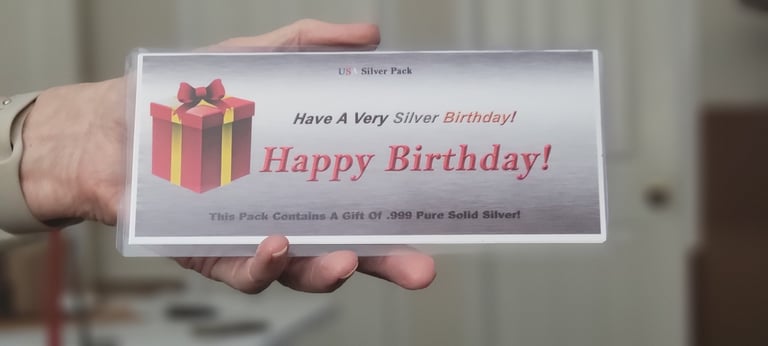 USA Silver Pack
Have A Very Silver Birthday!
Happy Birthday!
This Pack Contains A Gift Of .999 Pure Solid Silver!